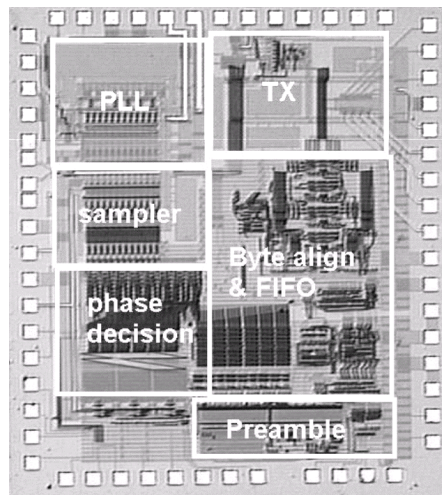 PLL
TX
sampler
Byte align
& FIFO
phase
decision
Preamble